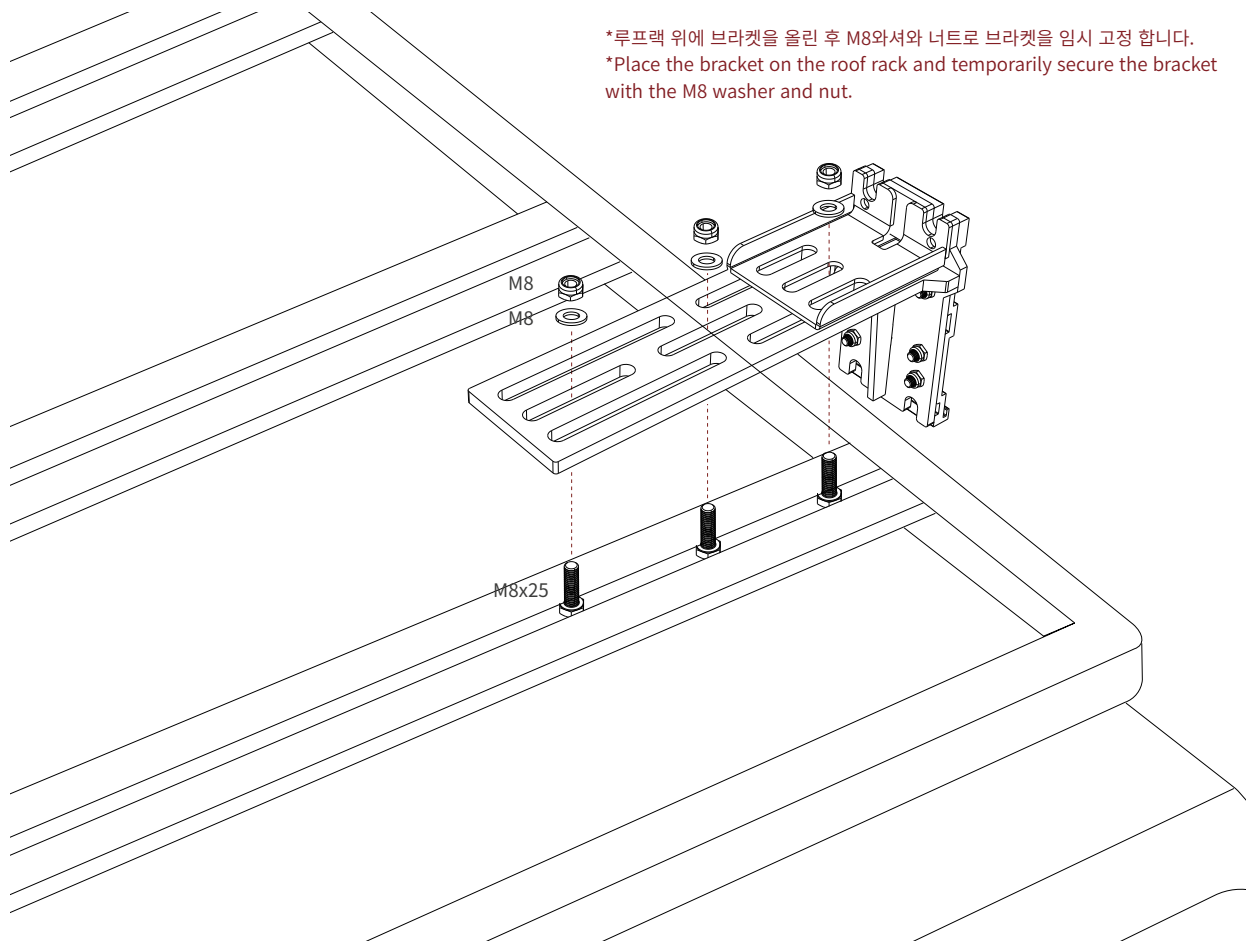 *루프랙 위에 브라켓을 올린 후 M8와셔와 너트로 브라켓을 임시 고정 합니다.
*Place the bracket on the roof rack and temporarily secure the bracket
with the M8 washer and nut.
M8
M8
M8x25